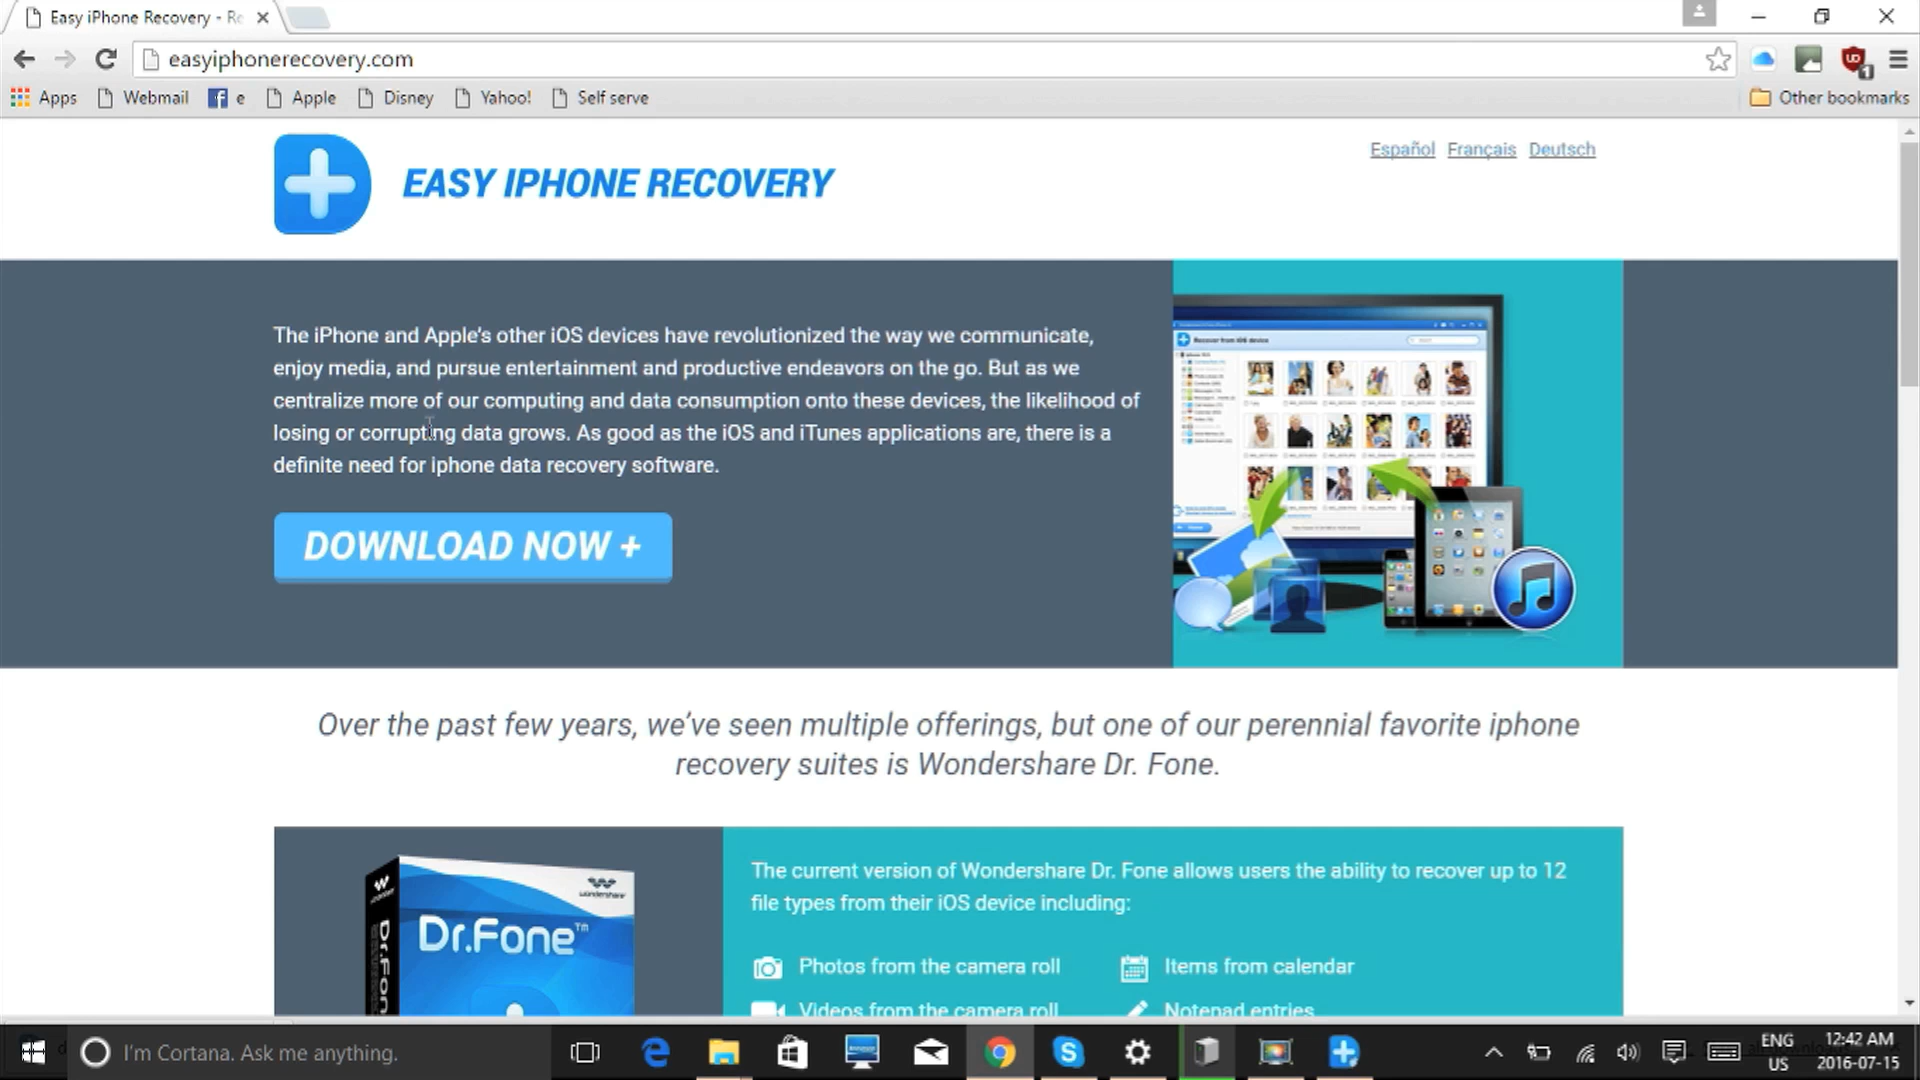 Easy iPhone Recovery - Re
easyiphonerecovery.com
Apps Webmail e Apple Disney Yahoo! Self serve Other bookmarks
Español Français Deutsch
EASY IPHONE RECOVERY
The iPhone and Apple's other iOS devices have revolutionized the way we communicate,
enjoy media, and pursue entertainment and productive endeavors on the go. But as we
centralize more of our computing and data consumption onto these devices, the likelihood of
losing or corrupting data grows. As good as the iOS and iTunes applications are, there is a
definite need for iphone data recovery software.
DOWNLOAD NOW +
Recover from iOS device
Over the past few years, we've seen multiple offerings, but one of our perennial favorite iphone
recovery suites is Wondershare Dr. Fone.
wondershare
Dr.Fone™
Dr.Fon
The current version of Wondershare Dr. Fone allows users the ability to recover up to 12
file types from their iOS device including:
Photos from the camera roll
Items from calendar
Videos from the camera roll
Notepad entries
I'm Cortana. Ask me anything.
ENG
US
12:42 AM
2016-07-15